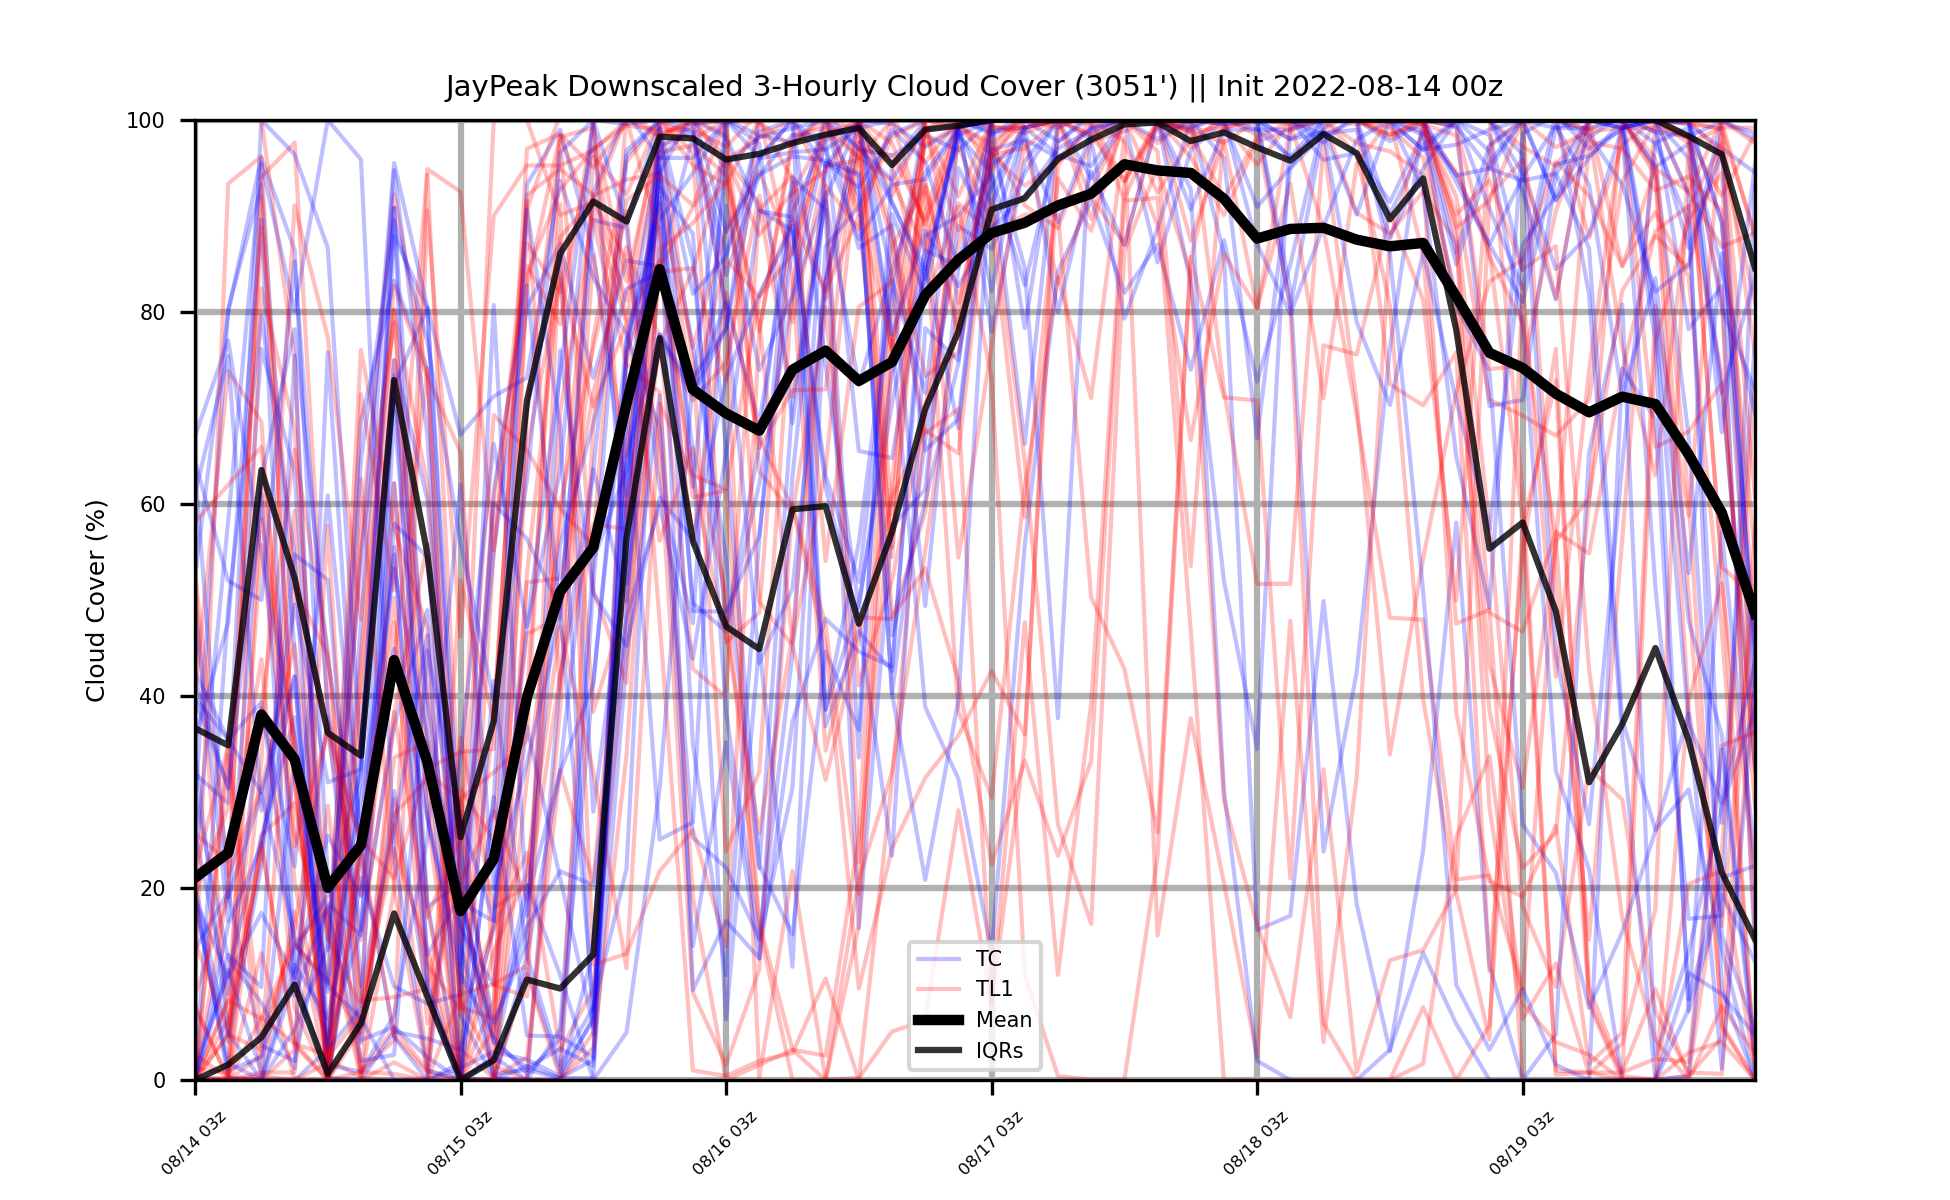 JayPeak Downscaled 3-Hourly Cloud Cover (3051') || Init 2022-08-14 00z
Cloud Cover (%)
100
80
60
40
20
0
TC
TL1
Mean
IQRs
08/14 03z
08/15 03z
08/16 03z
08/17 03z
08/18 03z
08/19 03z